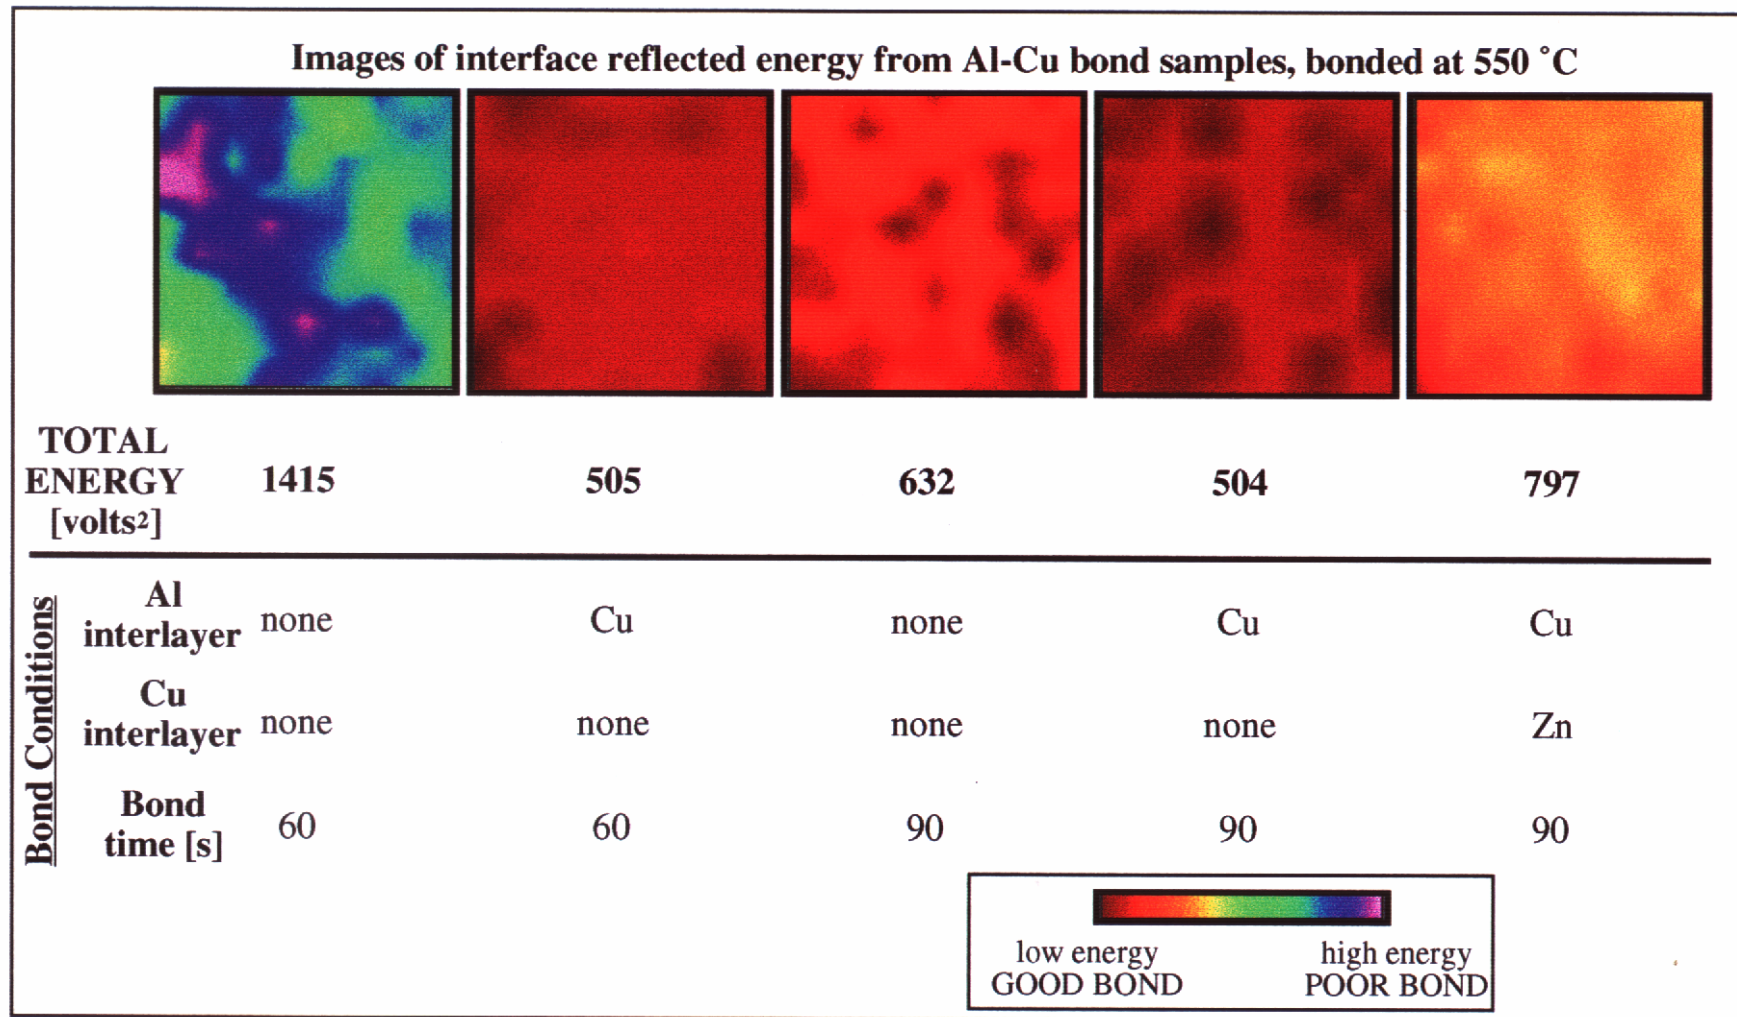 Images of interface reflected energy from Al-Cu bond samples, bonded at 550 ˚C
TOTAL
ENERGY 1415 505 632 504 797
[volts²]
Bond Conditions
Al
interlayer none Cu none Cu Cu
Cu
interlayer none none none none Zn
Bond
time [s] 60 60 90 90 90
low energy high energy
GOOD BOND POOR BOND